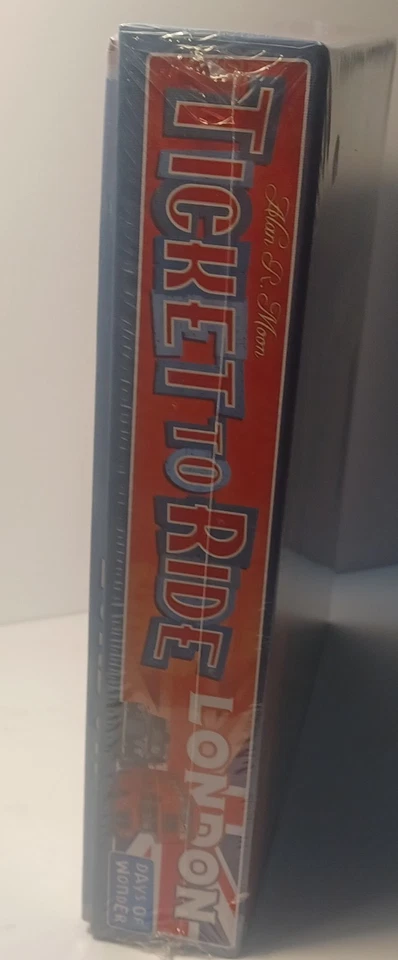 Alan R. Moon
TICKET TO RIDE
LONDON
DAYS OF
WONDER